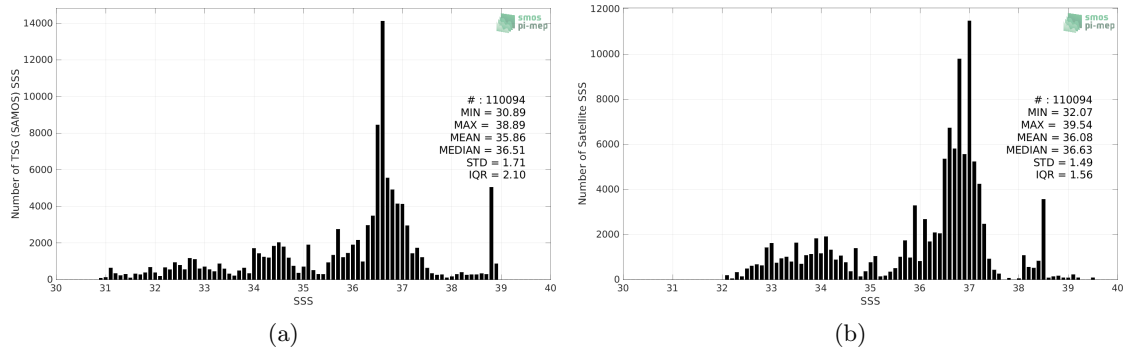 smos
pi-mep
14000
12000
10000
8000
6000
4000
2000
0
Number of TSG (SAMOS) SSS
# : 110094
MIN = 30.89
MAX = 38.89
MEAN = 35.86
MEDIAN = 36.51
STD = 1.71
IQR = 2.10
30 31 32 33 34 35 36 37 38 39 40
SSS
(a)
smos
pi-mep
12000
10000
8000
6000
4000
2000
0
Number of Satellite SSS
# : 110094
MIN = 32.07
MAX = 39.54
MEAN = 36.08
MEDIAN = 36.63
STD = 1.49
IQR = 1.56
30 31 32 33 34 35 36 37 38 39 40
SSS
(b)